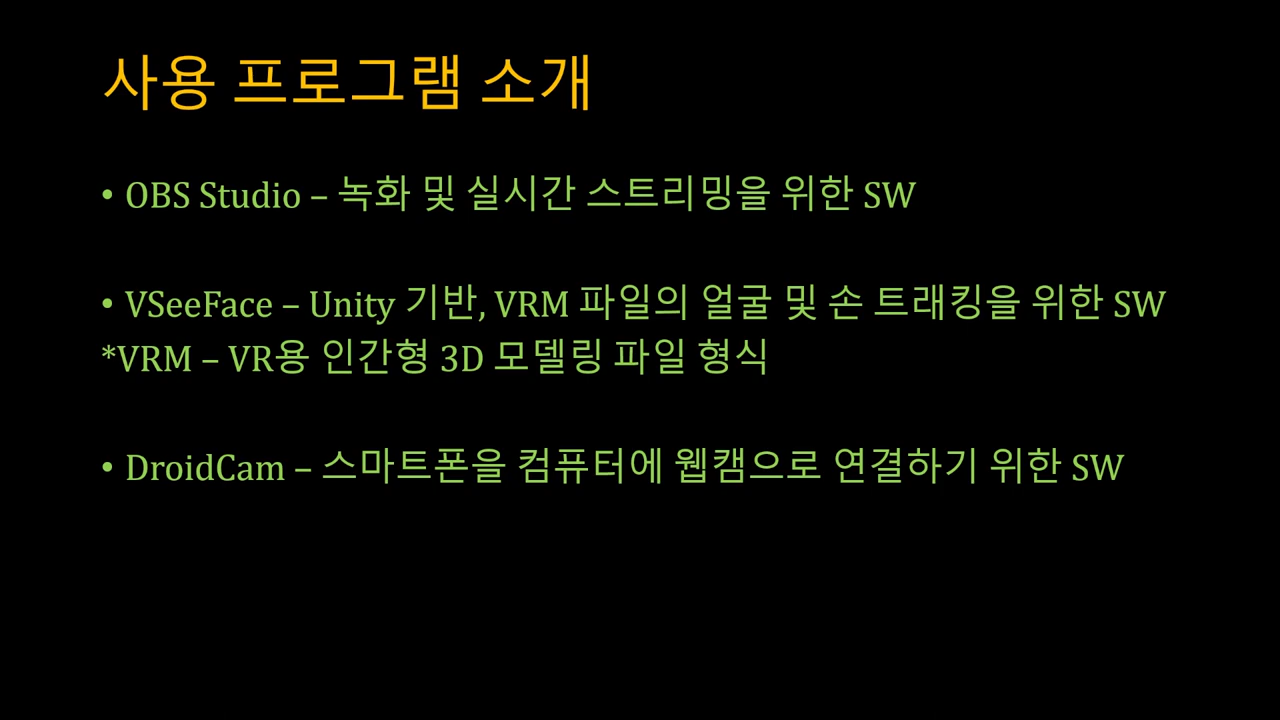 사용 프로그램 소개
• OBS Studio – 녹화 및 실시간 스트리밍을 위한 SW
• VSeeFace – Unity 기반, VRM 파일의 얼굴 및 손 트래킹을 위한 SW
*VRM – VR용 인간형 3D 모델링 파일 형식
• DroidCam – 스마트폰을 컴퓨터에 웹캠으로 연결하기 위한 SW